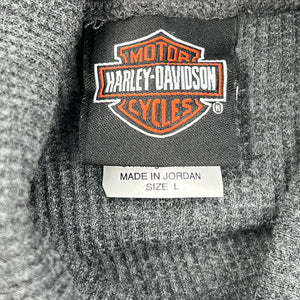 MOTOR
HARLEY-DAVIDSON
CYCLES
®
MADE IN JORDAN
SIZE L